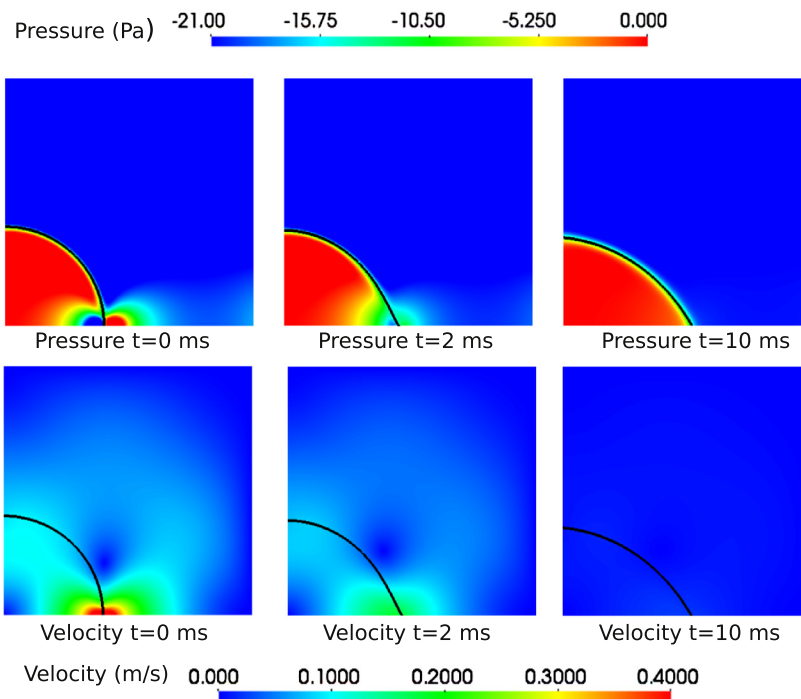 Pressure (Pa) -21.00 -15.75 -10.50 -5.250 0.000
Pressure t=0 ms Pressure t=2 ms Pressure t=10 ms
Velocity t=0 ms Velocity t=2 ms Velocity t=10 ms
Velocity (m/s) 0.000 0.1000 0.2000 0.3000 0.4000